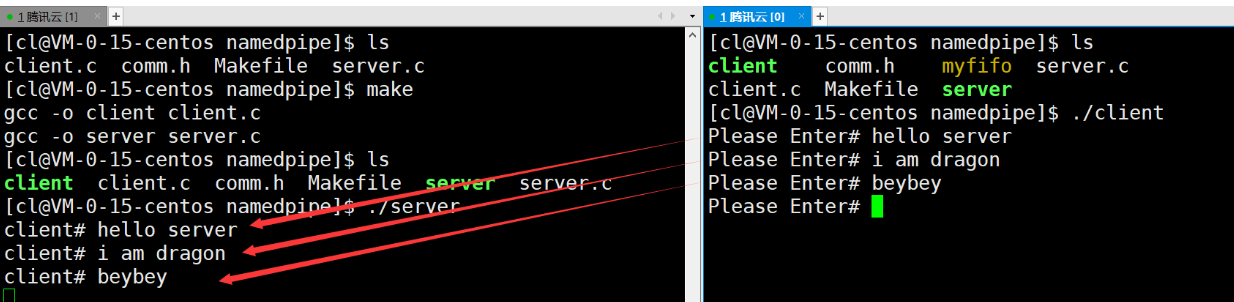 1 腾讯云 [1] × +
[cl@VM-0-15-centos namedpipe]$ ls
client.c comm.h Makefile server.c
[cl@VM-0-15-centos namedpipe]$ make
gcc -o client client.c
gcc -o server server.c
[cl@VM-0-15-centos namedpipe]$ ls
client client.c comm.h Makefile server server.c
[cl@VM-0-15-centos namedpipe]$ ./server
client# hello server
client# i am dragon
client# beybey
1 腾讯云 [0] × +
[cl@VM-0-15-centos namedpipe]$ ls
client comm.h myfifo server.c
client.c Makefile server
[cl@VM-0-15-centos namedpipe]$ ./client
Please Enter# hello server
Please Enter# i am dragon
Please Enter# beybey
Please Enter#